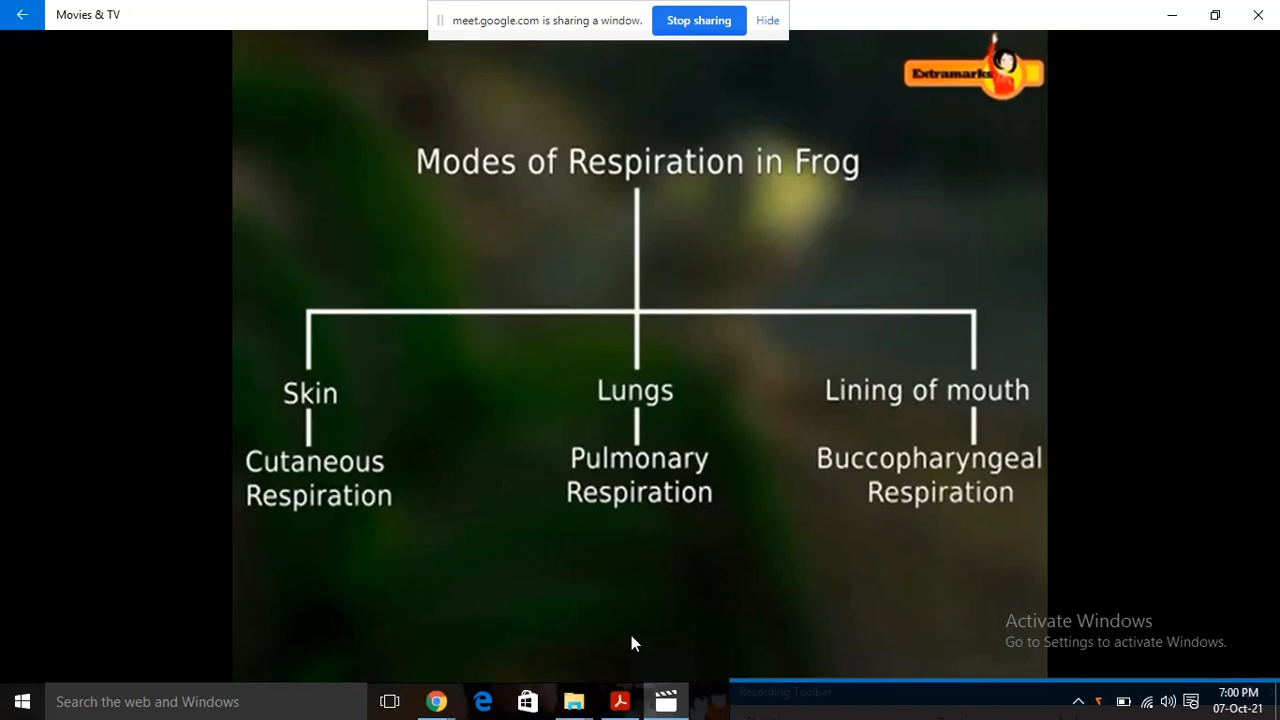 Movies & TV
meet.google.com is sharing a window.
Stop sharing
Hide
Extramarks
Modes of Respiration in Frog
Skin
Lungs
Lining of mouth
Cutaneous
Respiration
Pulmonary
Respiration
Buccopharyngeal
Respiration
Activate Windows
Go to Settings to activate Windows.
Recording Toolbar
Search the web and Windows
7:00 PM
07-Oct-21